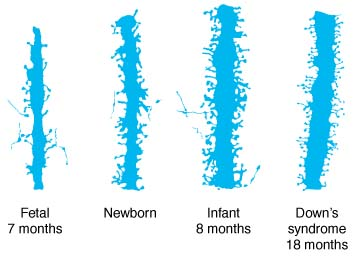 Fetal
7 months
Newborn
Infant
8 months
Down's
syndrome
18 months